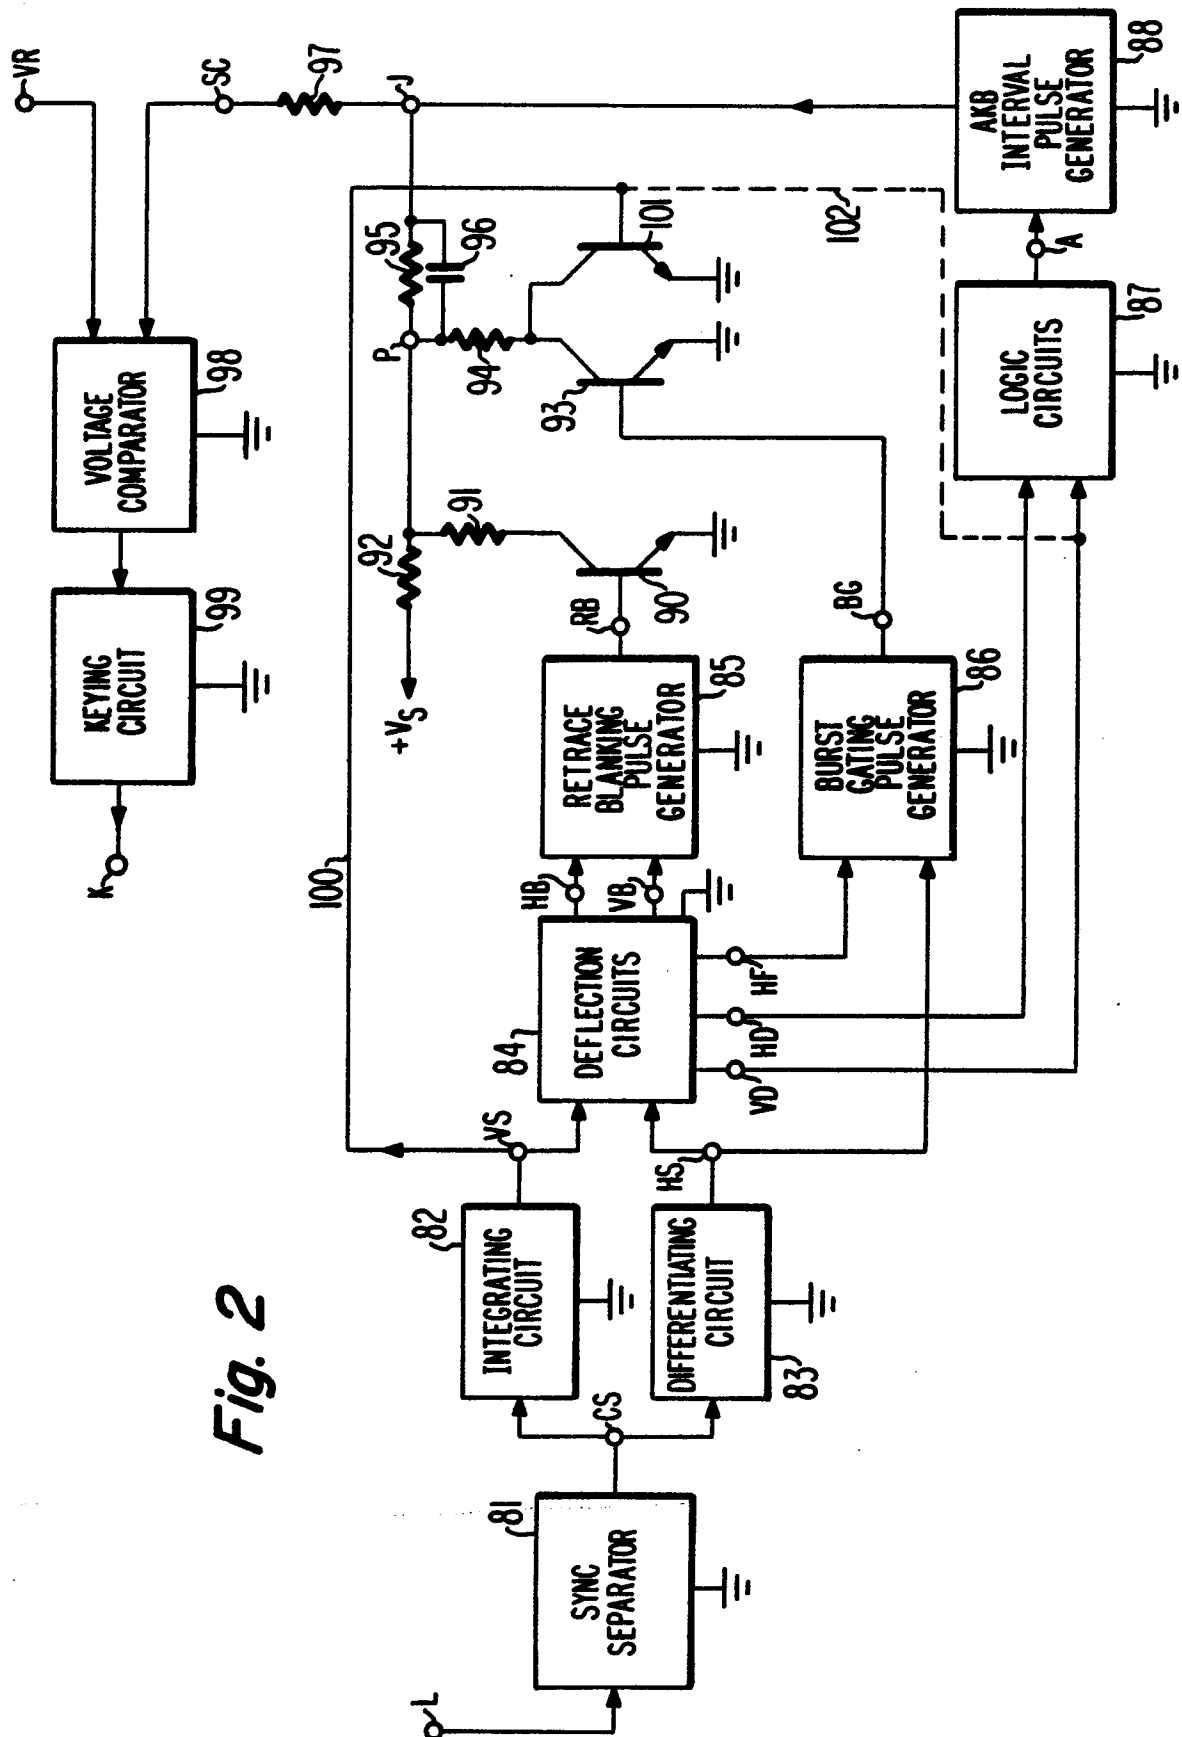 Fig. 2
L
SYNC
SEPARATOR
81
CS
INTEGRATING
CIRCUIT
82
DIFFERENTIATING
CIRCUIT
83
VS
HS
100
DEFLECTION
CIRCUITS
84
HB
VB
HF
HD
VD
RETRACE
BLANKING
PULSE
GENERATOR
85
RB
BURST
GATING
PULSE
GENERATOR
86
BG
+VS
92
91
90
P
95
96
94
93
101
102
LOGIC
CIRCUITS
87
A
AKB
INTERVAL
PULSE
GENERATOR
88
J
97
SC
VR
VOLTAGE
COMPARATOR
98
KEYING
CIRCUIT
99
K